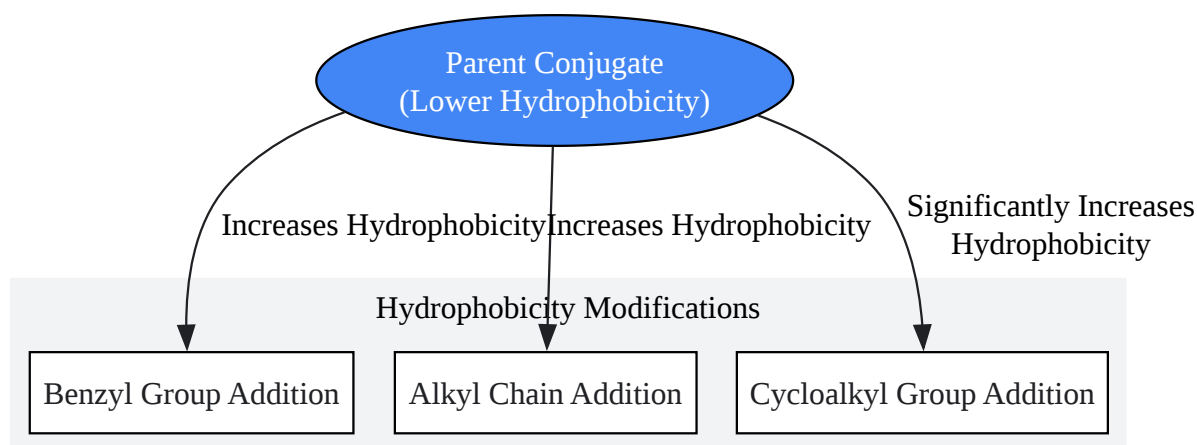 Parent Conjugate
(Lower Hydrophobicity)
Increases Hydrophobicity
Increases Hydrophobicity
Significantly Increases
Hydrophobicity
Hydrophobicity Modifications
Benzyl Group Addition
Alkyl Chain Addition
Cycloalkyl Group Addition